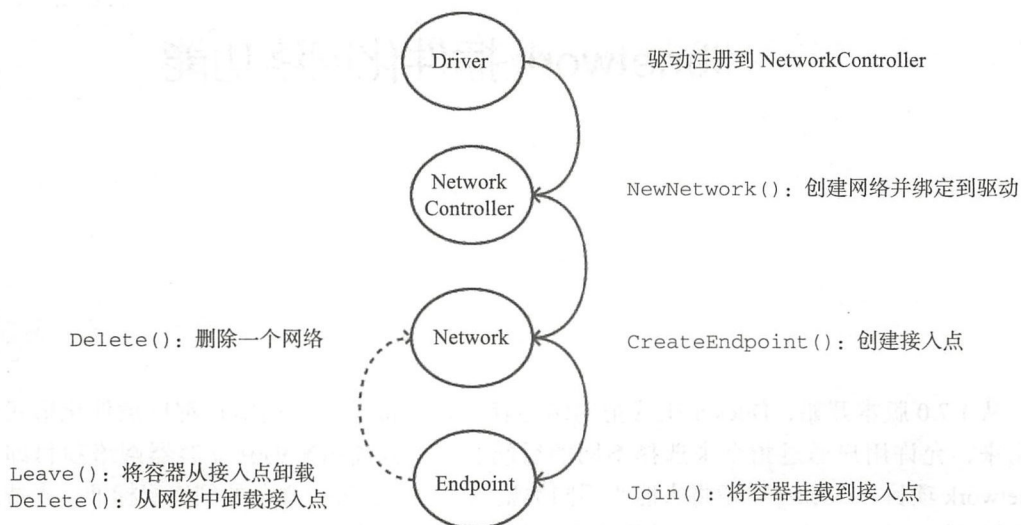 Driver
驱动注册到 NetworkController
Network
Controller
NewNetwork()：创建网络并绑定到驱动
Delete()：删除一个网络
Network
CreateEndpoint()：创建接入点
Leave()：将容器从接入点卸载
Delete()：从网络中卸载接入点
Endpoint
Join()：将容器挂载到接入点